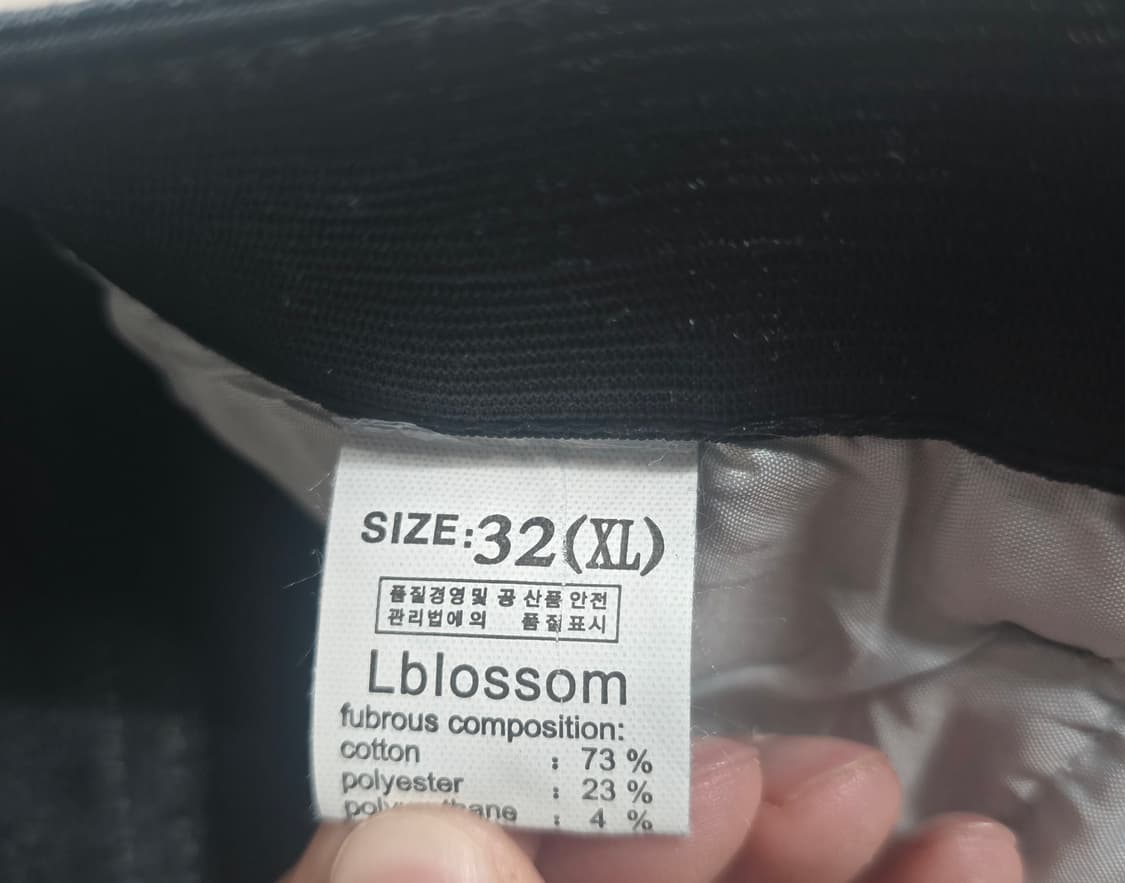 SIZE:32(XL)
품질경영및 공 산품 안전
관리법에의 품질표시
Lblossom
fubrous composition:
cotton : 73 %
polyester : 23 %
: 4 %